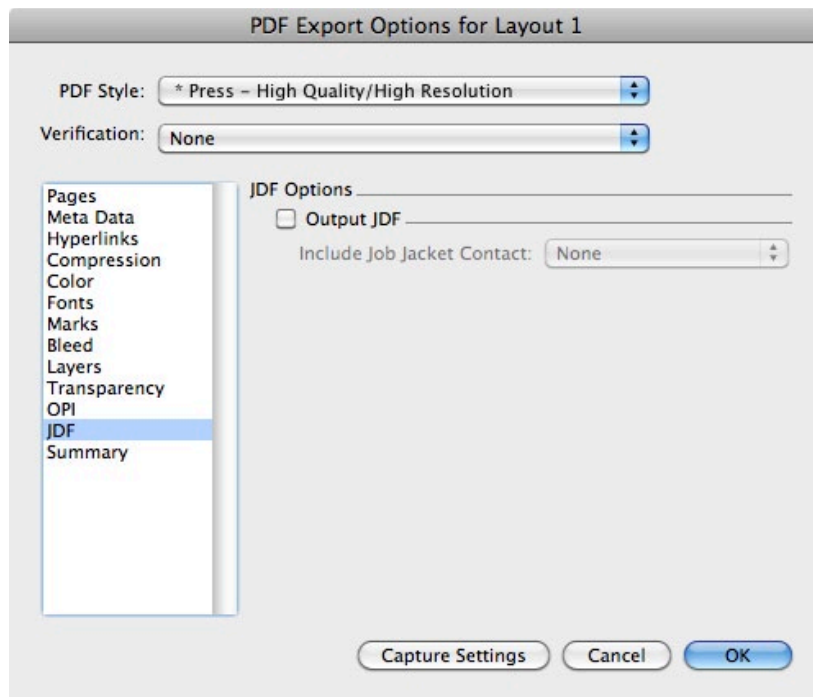 PDF Export Options for Layout 1
PDF Style: * Press – High Quality/High Resolution
Verification: None
Pages
Meta Data
Hyperlinks
Compression
Color
Fonts
Marks
Bleed
Layers
Transparency
OPI
JDF
Summary
JDF Options
Output JDF
Include Job Jacket Contact: None
Capture Settings Cancel OK